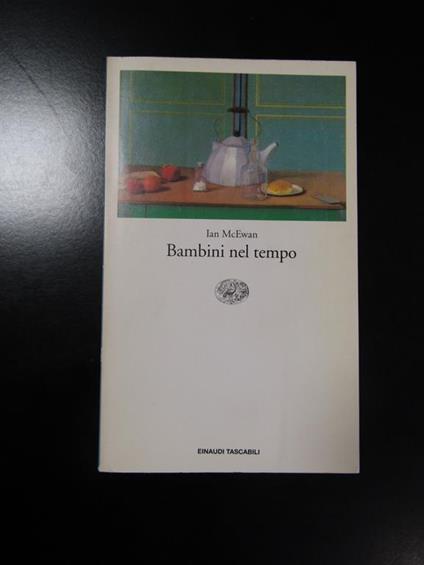 Ian McEwan
Bambini nel tempo
EINAUDI TASCABILI